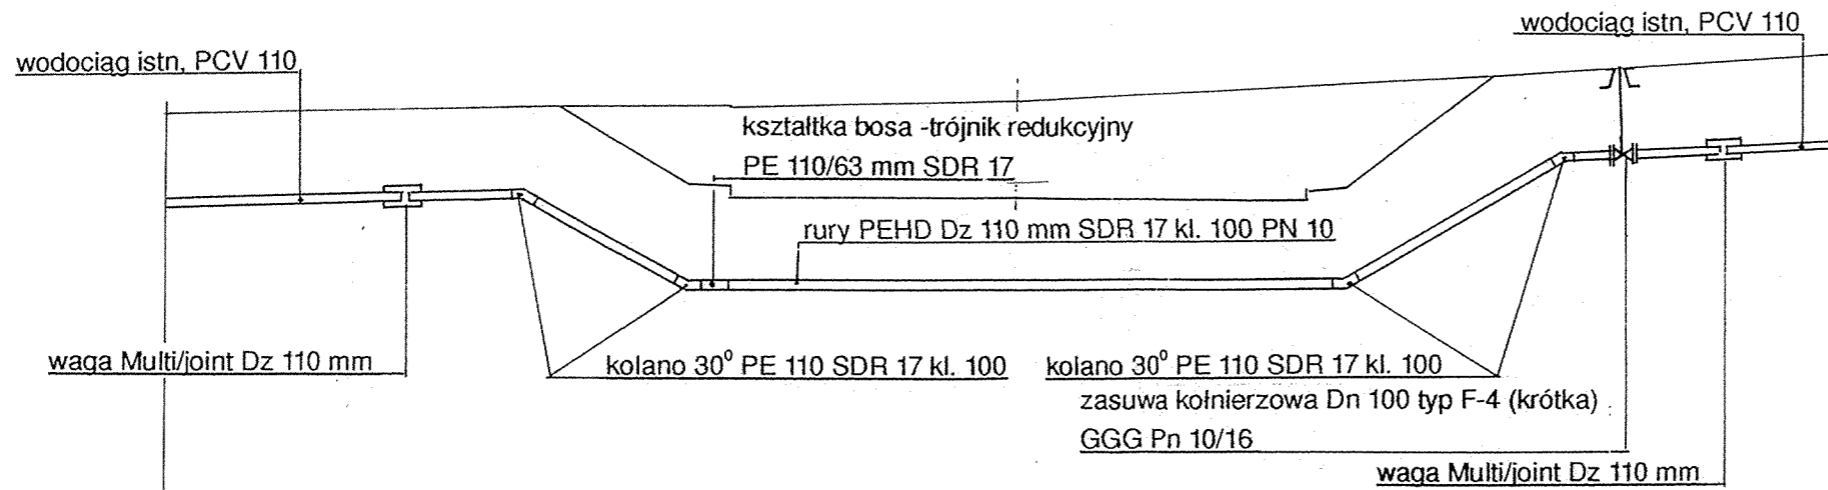 wodociąg istn, PCV 110
wodociąg istn, PCV 110
kształtka bosa -trójnik redukcyjny
PE 110/63 mm SDR 17
rury PEHD Dz 110 mm SDR 17 kl. 100 PN 10
waga Multi/joint Dz 110 mm
kolano 30⁰ PE 110 SDR 17 kl. 100
kolano 30⁰ PE 110 SDR 17 kl. 100
zasuwa kołnierzowa Dn 100 typ F-4 (krótka)
GGG Pn 10/16
waga Multi/joint Dz 110 mm